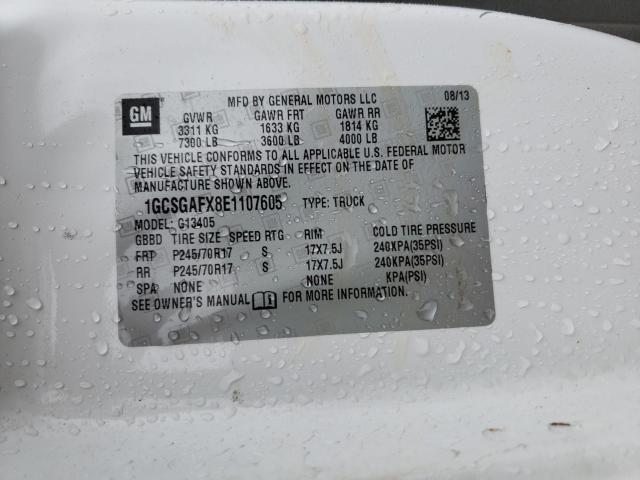 GM
MFD BY GENERAL MOTORS LLC 08/13
GVWR GAWR FRT GAWR RR
3311 KG 1633 KG 1814 KG
7300 LB 3600 LB 4000 LB
THIS VEHICLE CONFORMS TO ALL APPLICABLE U.S. FEDERAL MOTOR
VEHICLE SAFETY STANDARDS IN EFFECT ON THE DATE OF
MANUFACTURE SHOWN ABOVE.
1GCSGAFX8E1107605 TYPE: TRUCK
MODEL: G13405
GBBD TIRE SIZE SPEED RTG RIM COLD TIRE PRESSURE
FRT P245/70R17 S 17X7.5J 240KPA(35PSI)
RR P245/70R17 S 17X7.5J 240KPA(35PSI)
SPA NONE NONE KPA(PSI)
SEE OWNER'S MANUAL FOR MORE INFORMATION.